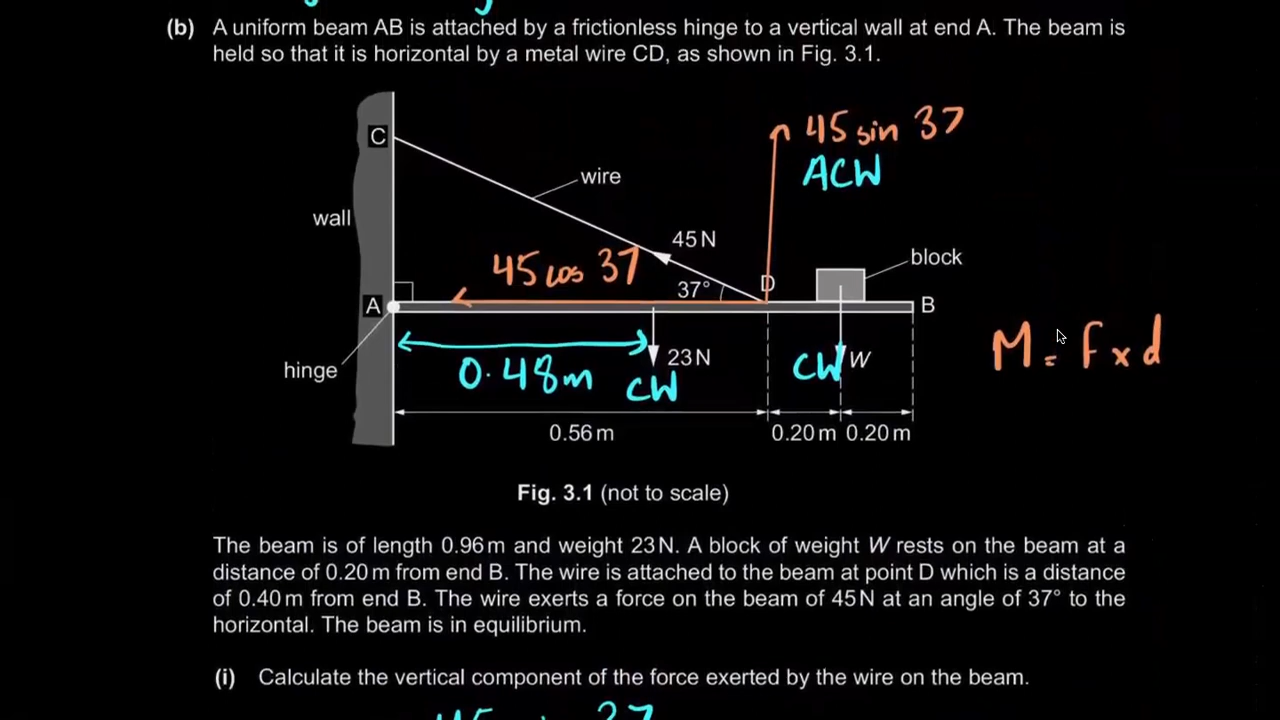 (b) A uniform beam AB is attached by a frictionless hinge to a vertical wall at end A. The beam is
held so that it is horizontal by a metal wire CD, as shown in Fig. 3.1.
C
45 sin 37
ACW
wire
wall
45 N
45 cos 37
37°
D
block
A
B
hinge
0.48m
23 N
CW
CW
W
M = F x d
0.56 m
0.20 m
0.20 m
Fig. 3.1 (not to scale)
The beam is of length 0.96 m and weight 23 N. A block of weight W rests on the beam at a
distance of 0.20 m from end B. The wire is attached to the beam at point D which is a distance
of 0.40 m from end B. The wire exerts a force on the beam of 45 N at an angle of 37° to the
horizontal. The beam is in equilibrium.
(i) Calculate the vertical component of the force exerted by the wire on the beam.
45 sin 37